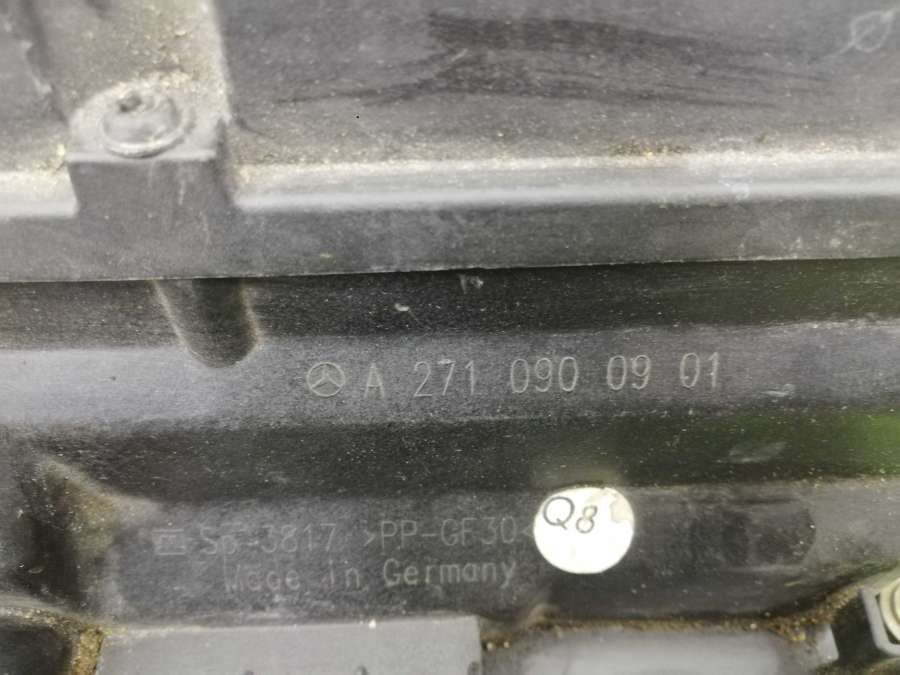 A 271 090 09 01
Q8
Sp-3817 >PP-GF30<
Made in Germany